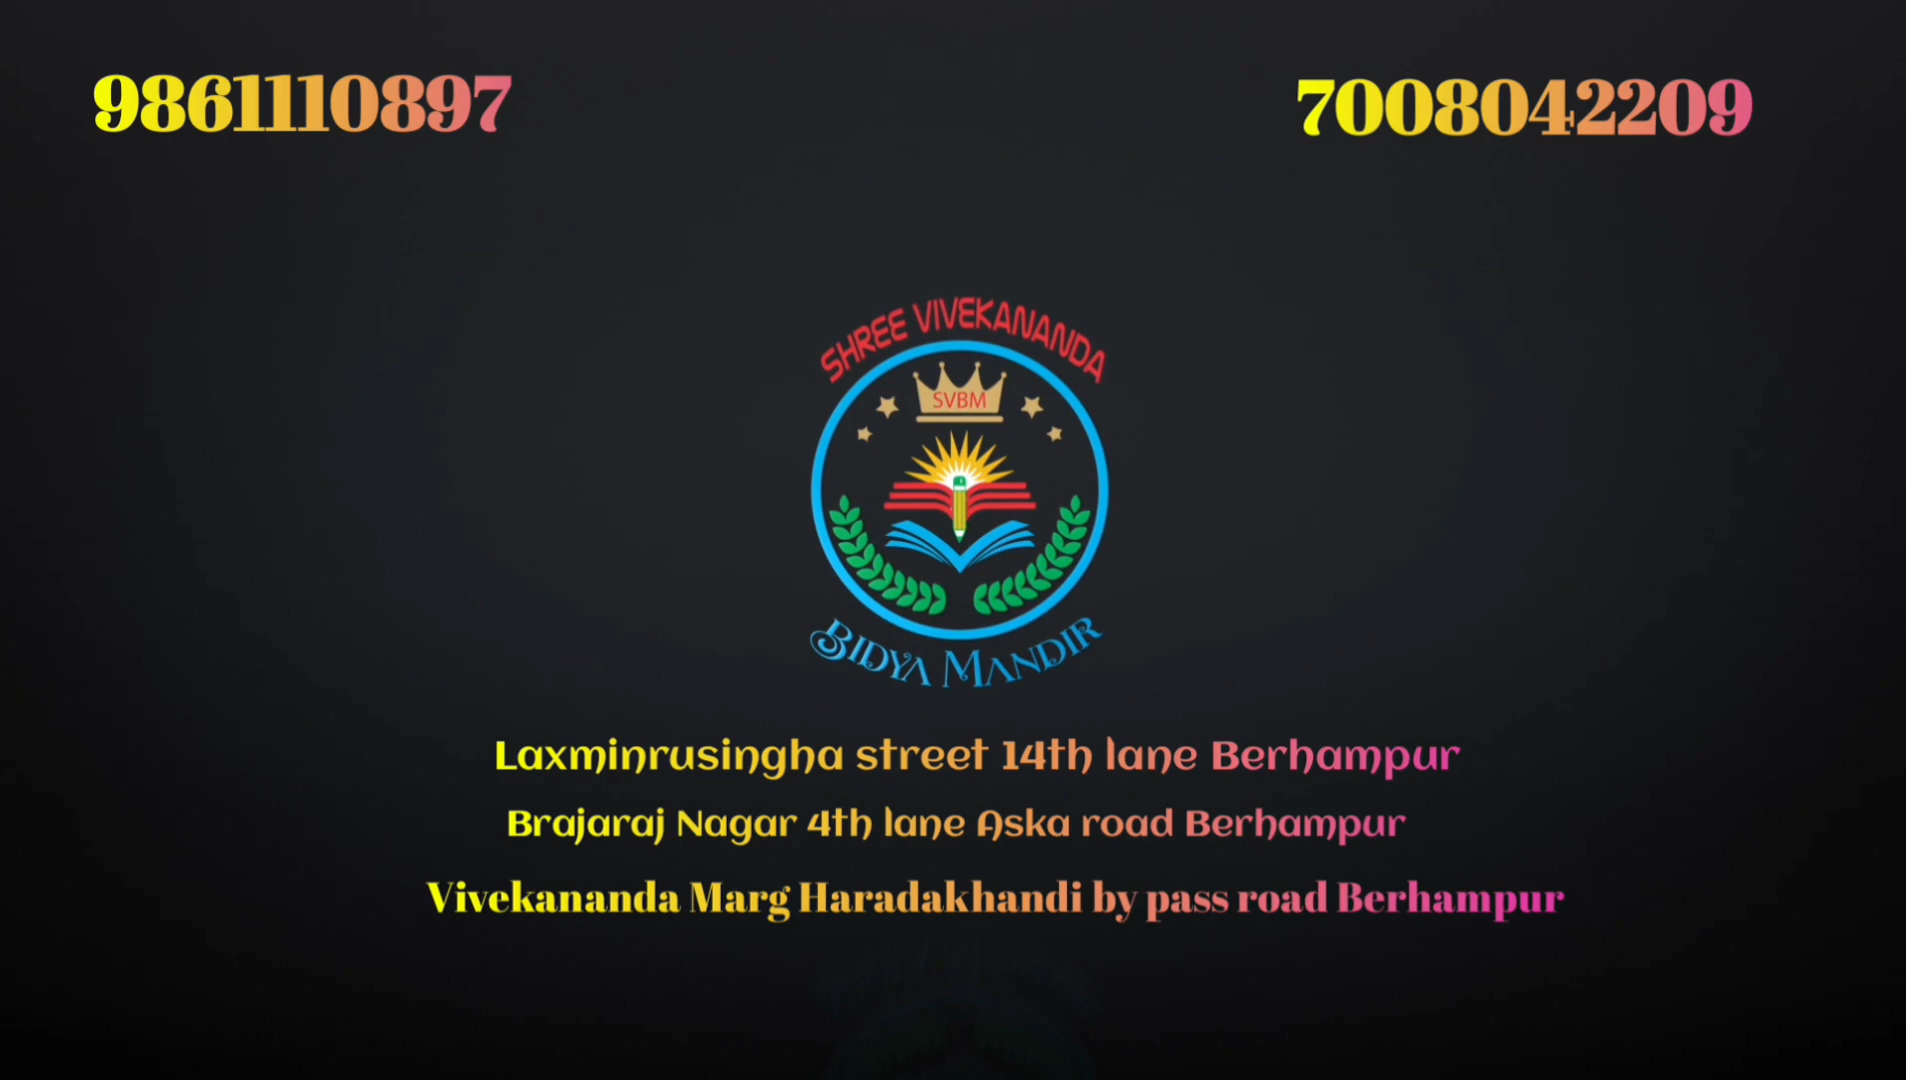 9861110897
7008042209
SHREE VIVEKANANDA
SVBM
BIDYA MANDIR
Laxminrusingha street 14th lane Berhampur
Brajaraj Nagar 4th lane Aska road Berhampur
Vivekananda Marg Haradakhandi by pass road Berhampur